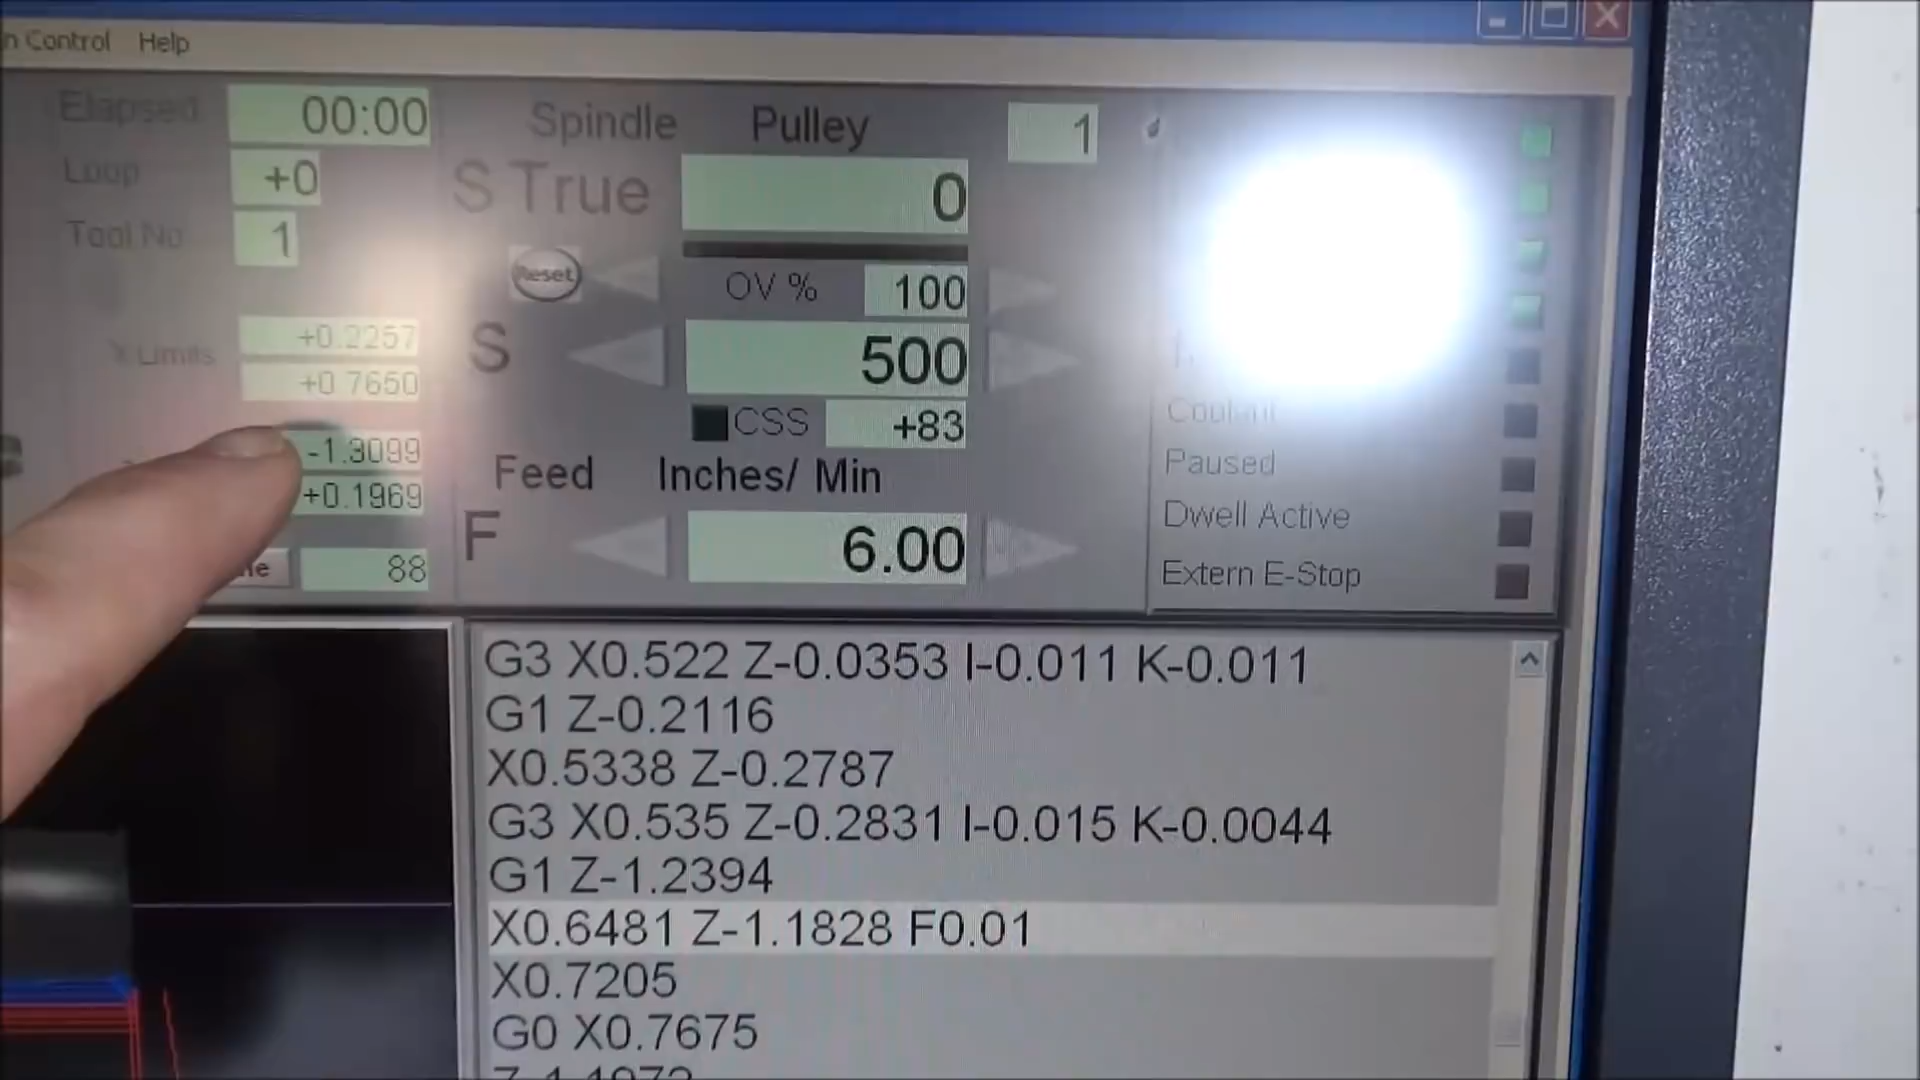 n Control Help
Elapsed 00:00 Spindle Pulley 1
Loop +0 S True 0
Tool No 1
Reset OV % 100
X Limits +0.2257 S 500
+0.7650
CSS +83
Coolant
-1.3099 Feed Inches/ Min Paused
+0.1969
Dwell Active
88 F 6.00 Extern E-Stop
G3 X0.522 Z-0.0353 I-0.011 K-0.011
G1 Z-0.2116
X0.5338 Z-0.2787
G3 X0.535 Z-0.2831 I-0.015 K-0.0044
G1 Z-1.2394
X0.6481 Z-1.1828 F0.01
X0.7205
G0 X0.7675